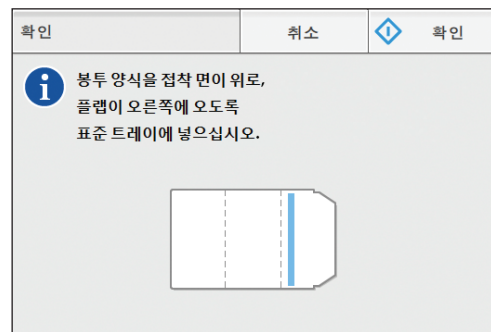 확인
취소
확인
봉투 양식을 접착 면이 위로,
플랩이 오른쪽에 오도록
표준 트레이에 넣으십시오.